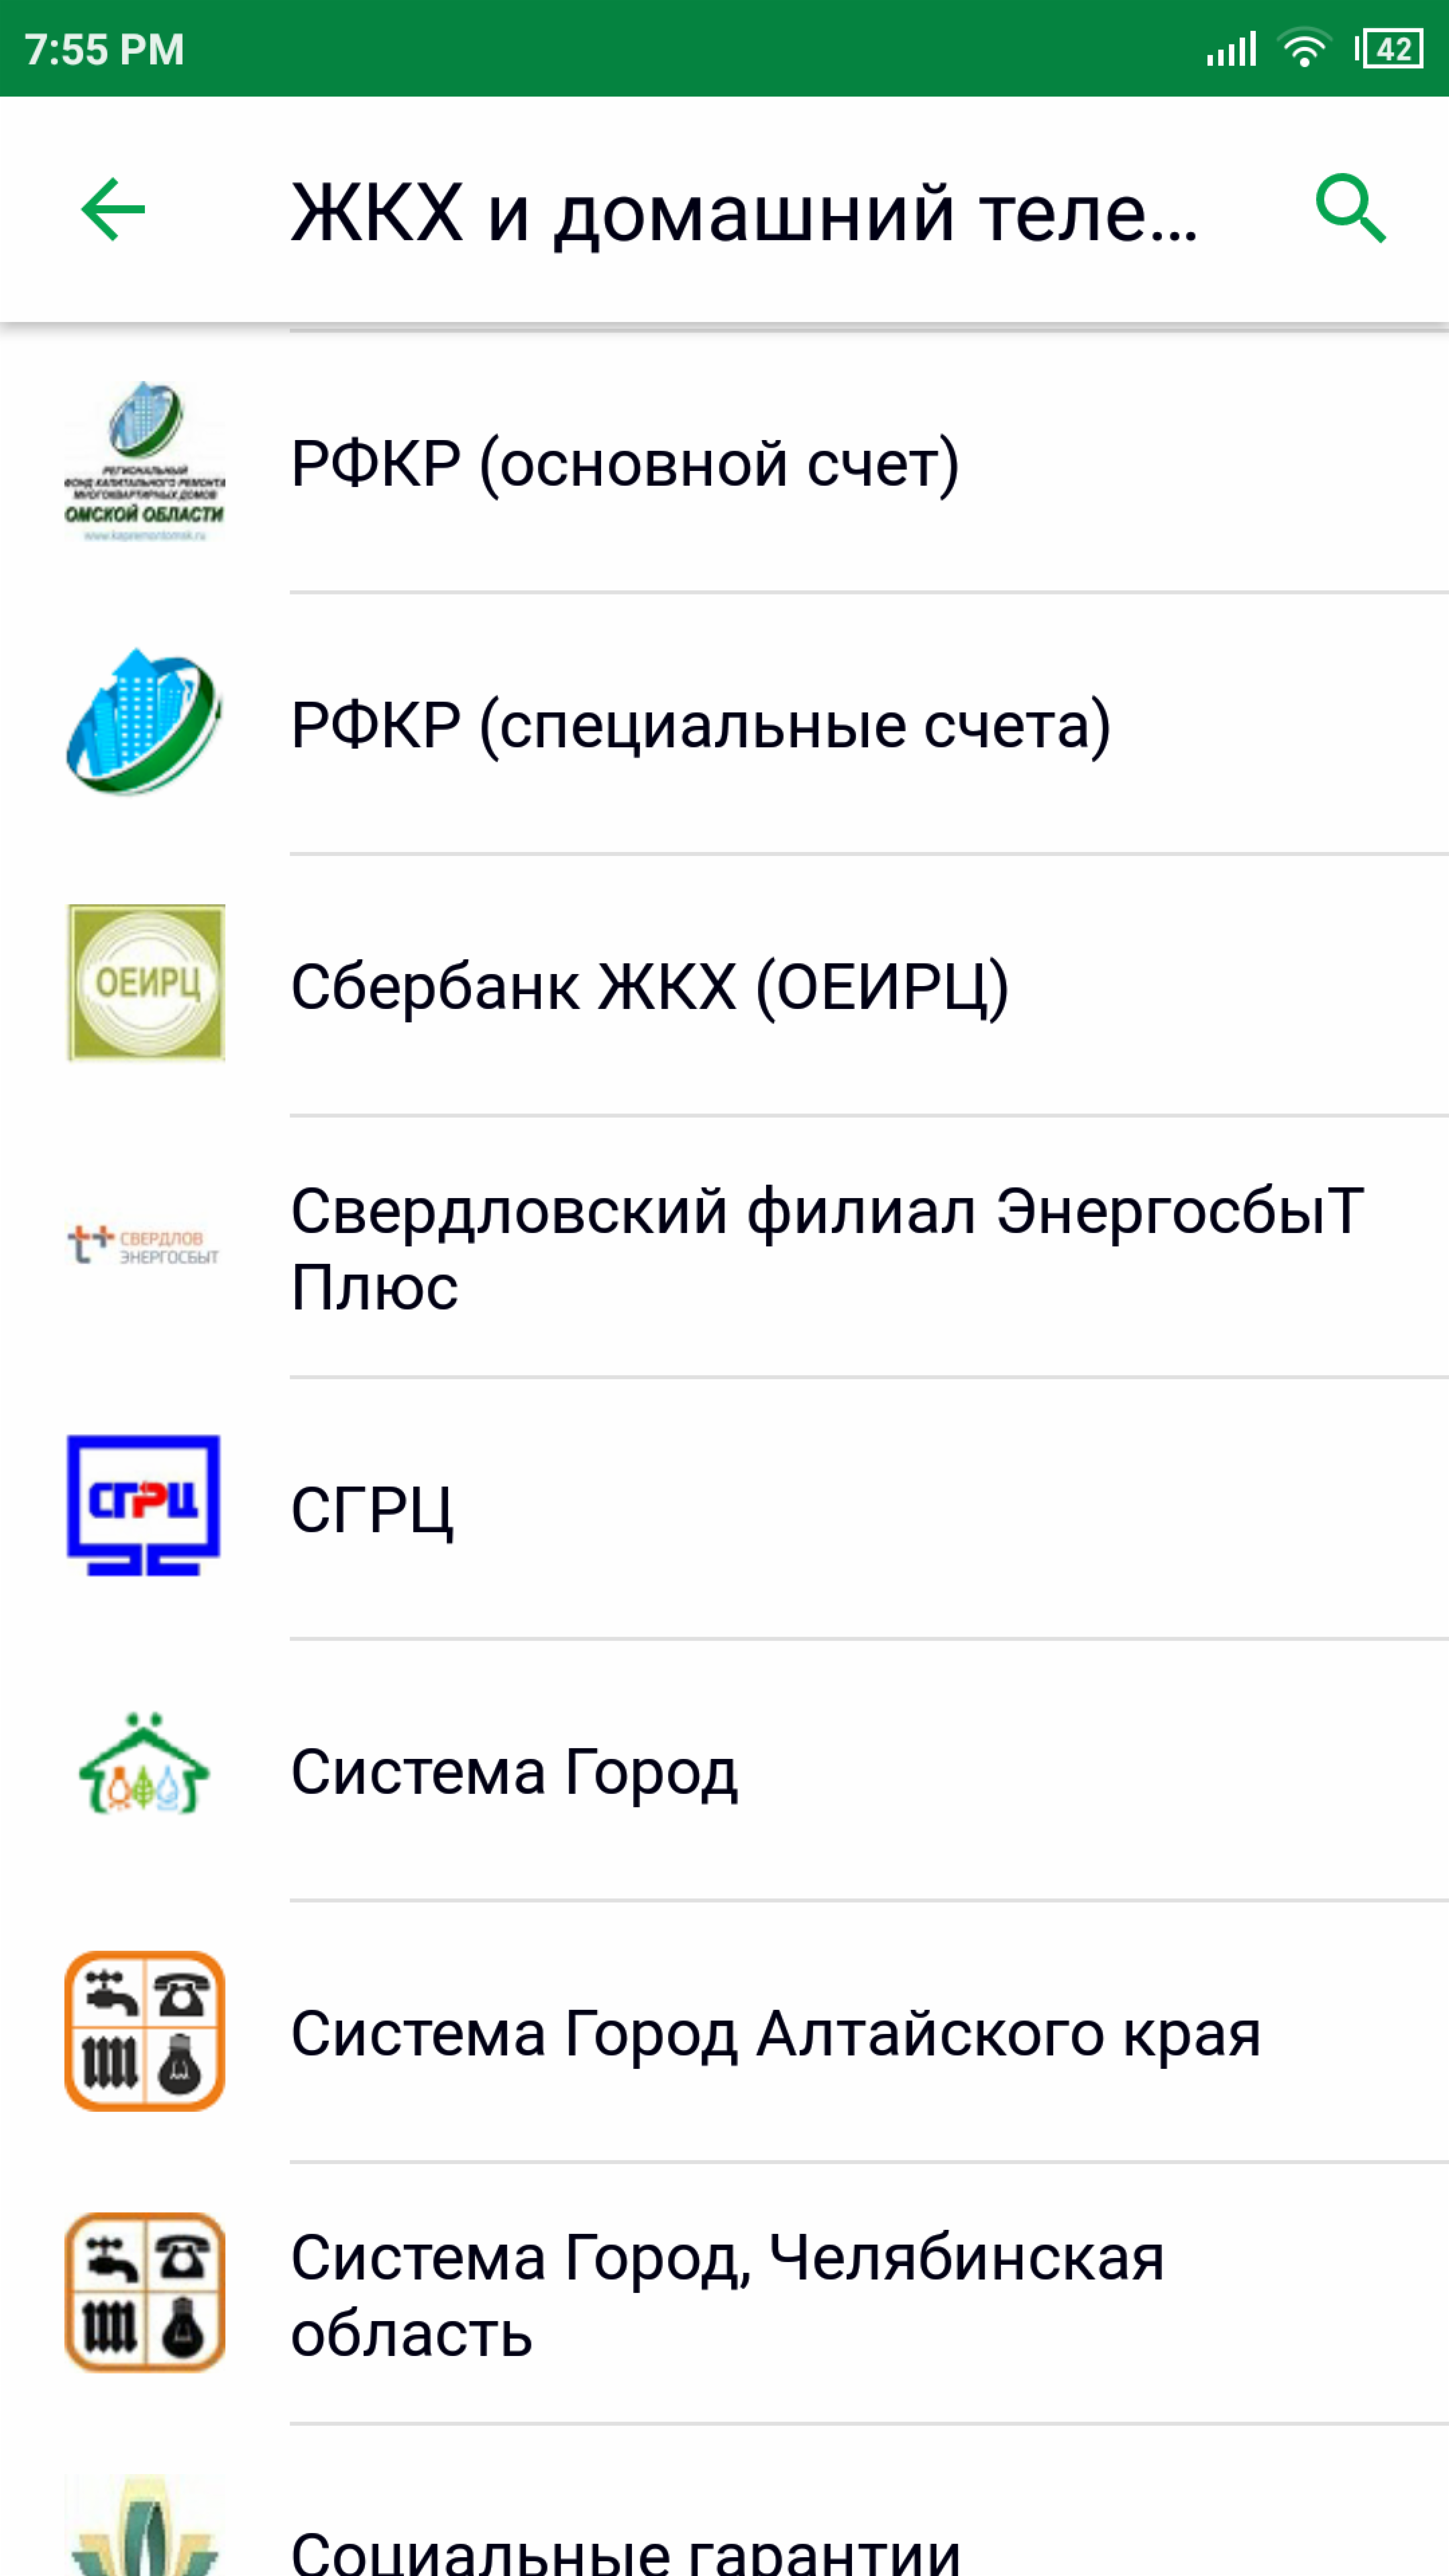 7:55 PM
42
ЖКХ и домашний теле...
РЕГИОНАЛЬНЫЙ
ФОНД КАПИТАЛЬНОГО РЕМОНТА
МНОГОКВАРТИРНЫХ ДОМОВ
ОМСКОЙ ОБЛАСТИ
www.kapremontomsk.ru
РФКР (основной счет)
РФКР (специальные счета)
ОЕИРЦ
Сбербанк ЖКХ (ОЕИРЦ)
СВЕРДЛОВ
ЭНЕРГОСБЫТ
Свердловский филиал ЭнергосбыТ
Плюс
СГРЦ
СГРЦ
Система Город
Система Город Алтайского края
Система Город, Челябинская
область
Социальные гарантии